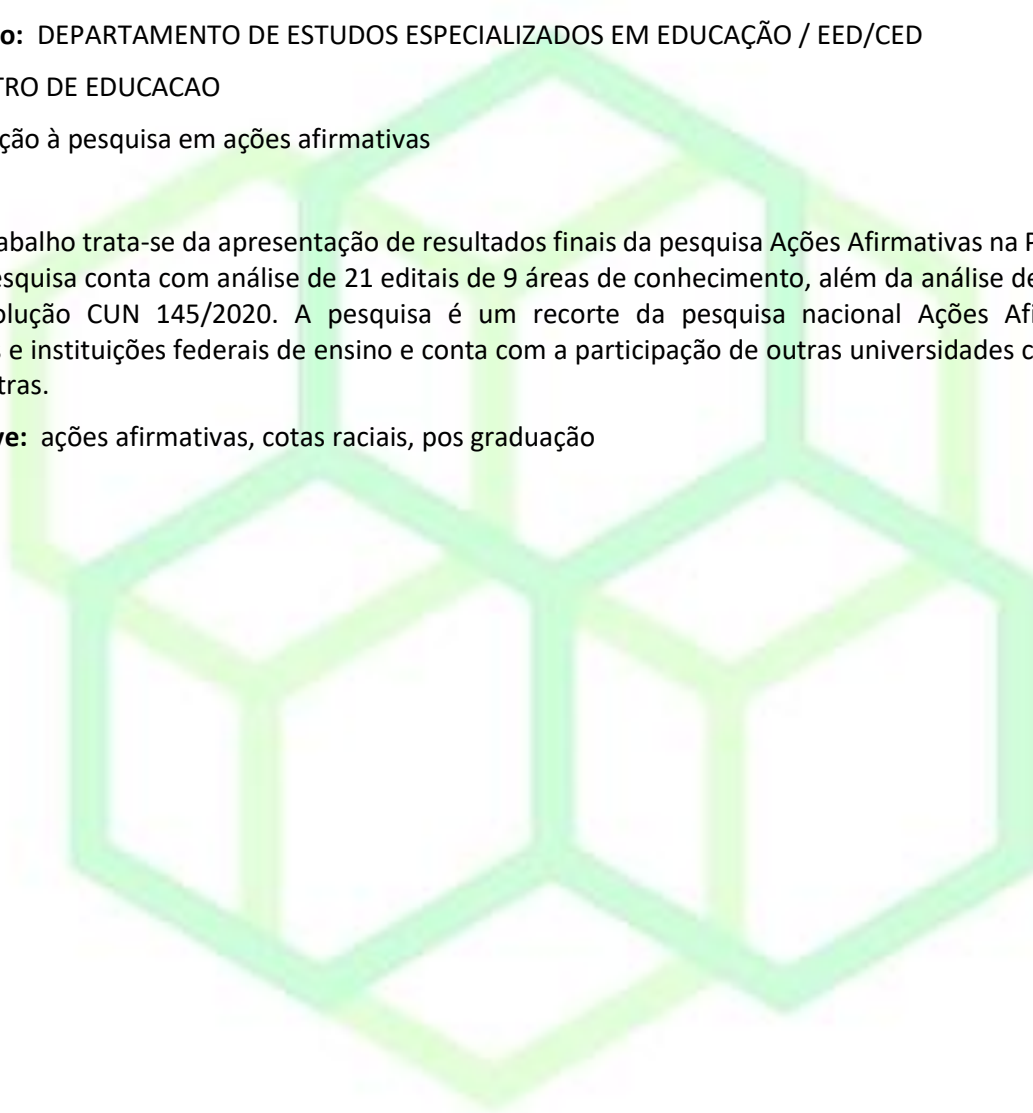 o: DEPARTAMENTO DE ESTUDOS ESPECIALIZADOS EM EDUCAÇÃO / EED/CED
TRO DE EDUCACAO
ção à pesquisa em ações afirmativas
abalho trata-se da apresentação de resultados finais da pesquisa Ações Afirmativas na P
esquisa conta com análise de 21 editais de 9 áreas de conhecimento, além da análise de
olução CUN 145/2020. A pesquisa é um recorte da pesquisa nacional Ações Afi
s e instituições federais de ensino e conta com a participação de outras universidades c
tras.
ve: ações afirmativas, cotas raciais, pos graduação